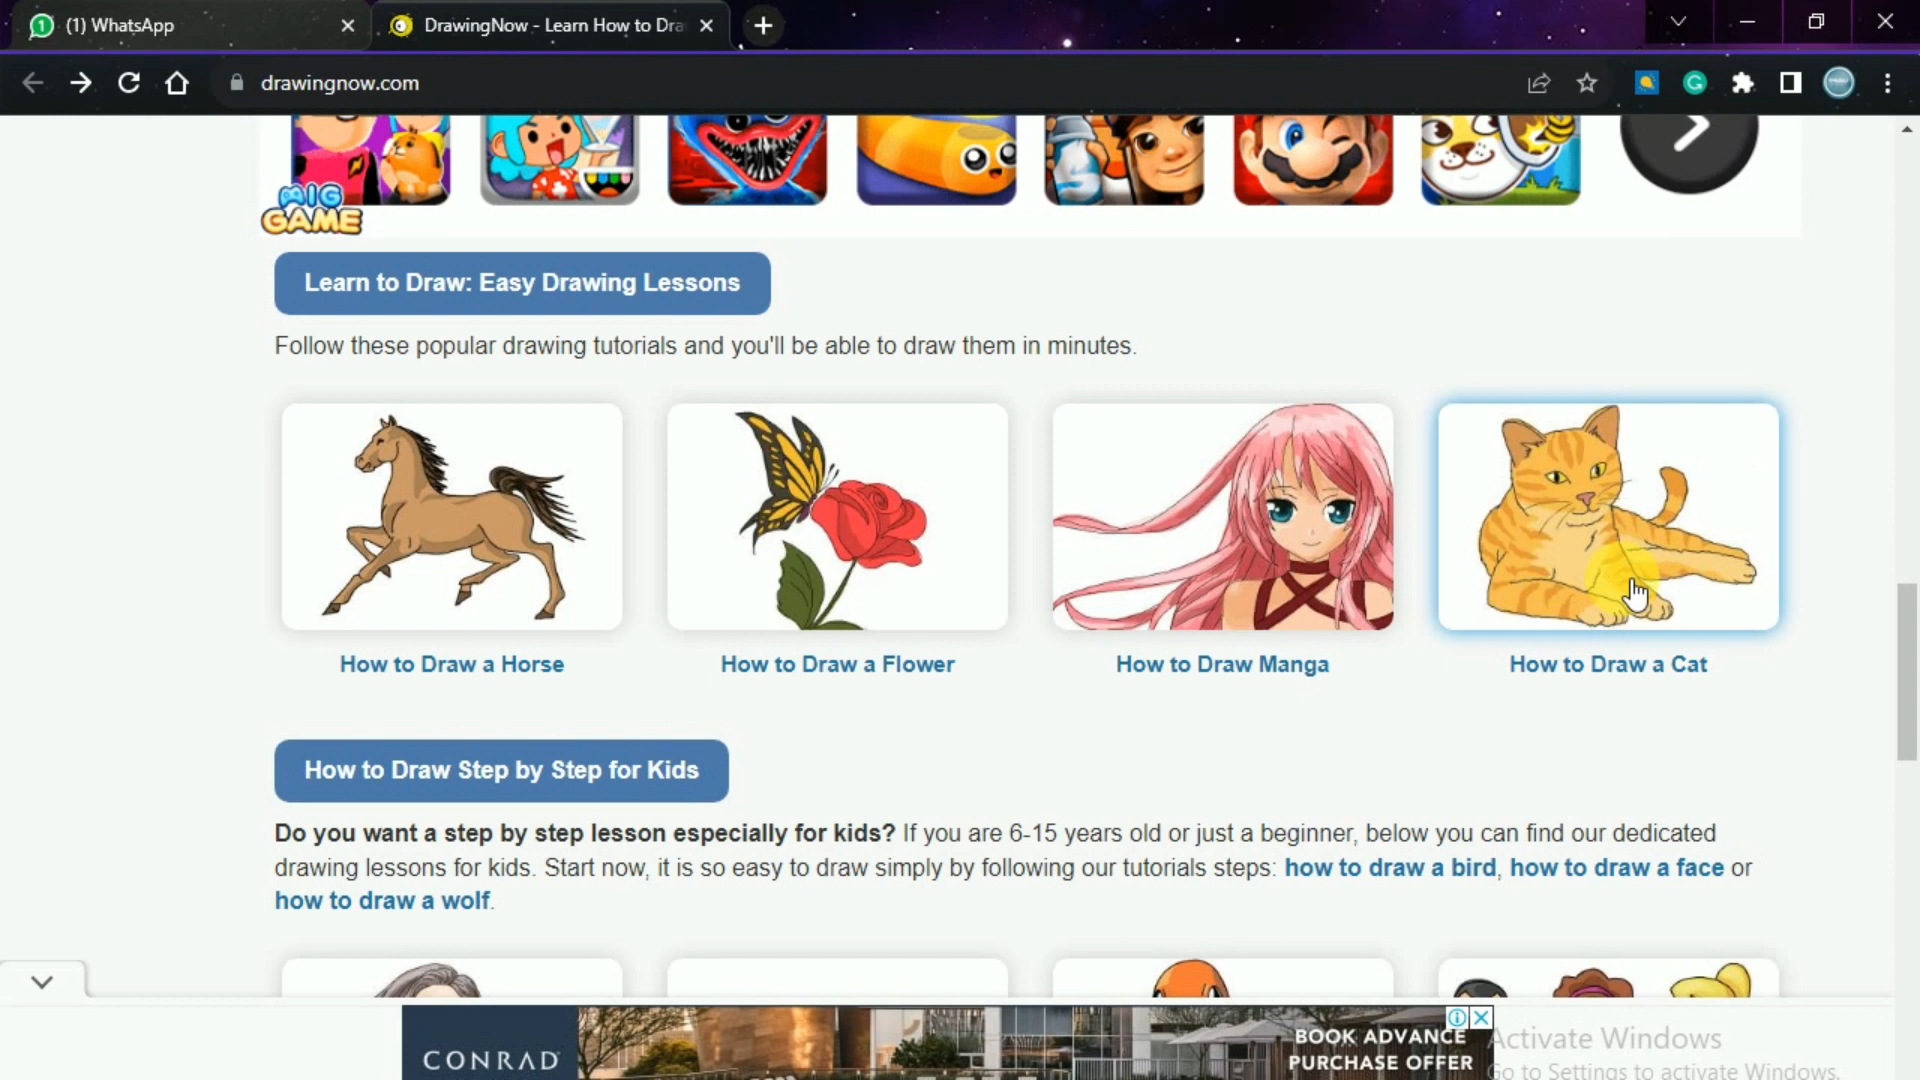 (1) WhatsApp
DrawingNow - Learn How to Dra
drawingnow.com
MIG
GAME
Learn to Draw: Easy Drawing Lessons
Follow these popular drawing tutorials and you'll be able to draw them in minutes.
How to Draw a Horse
How to Draw a Flower
How to Draw Manga
How to Draw a Cat
How to Draw Step by Step for Kids
Do you want a step by step lesson especially for kids? If you are 6-15 years old or just a beginner, below you can find our dedicated
drawing lessons for kids. Start now, it is so easy to draw simply by following our tutorials steps: how to draw a bird, how to draw a face or
how to draw a wolf.
CONRAD
BOOK ADVANCE
PURCHASE OFFER
Activate Windows
Go to Settings to activate Windows.